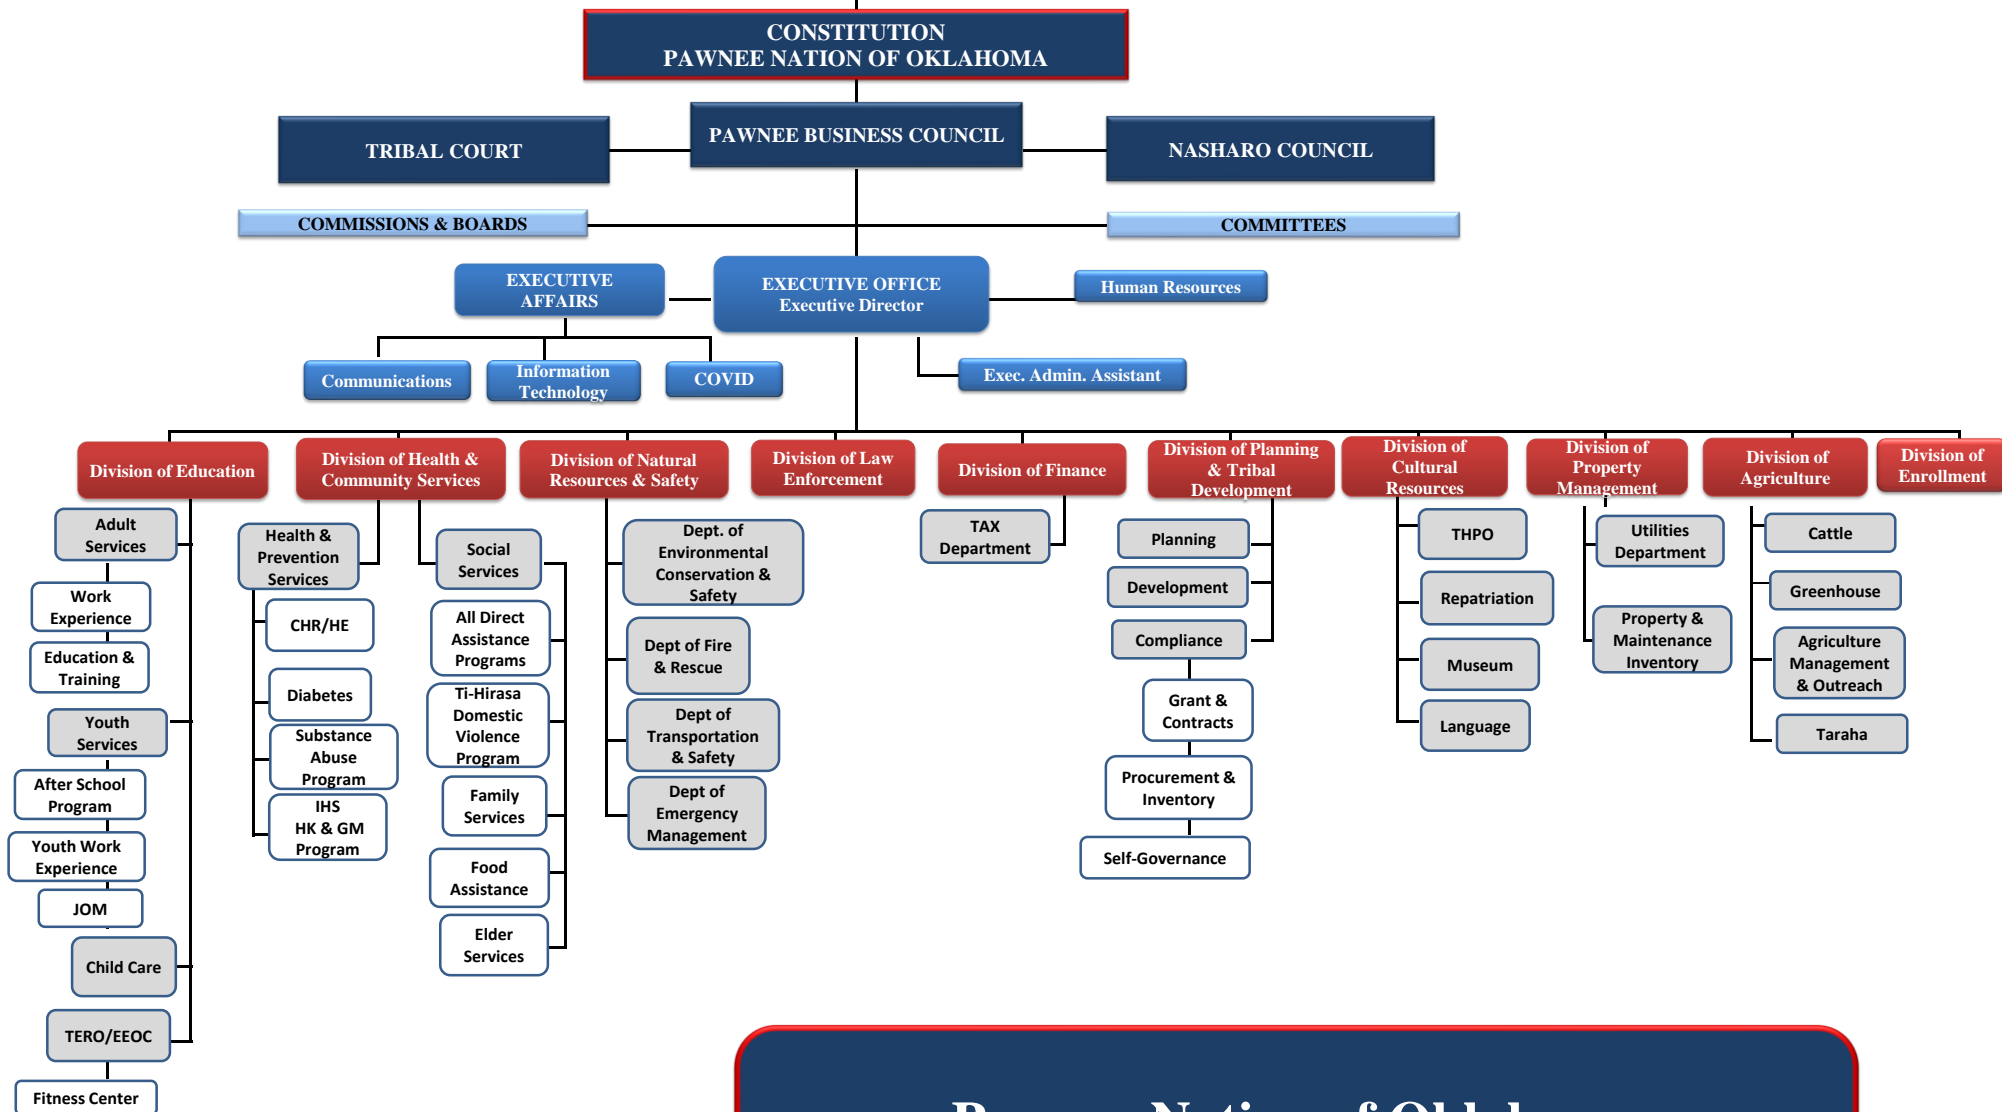 CONSTITUTION
PAWNEE NATION OF OKLAHOMA
TRIBAL COURT
PAWNEE BUSINESS COUNCIL
NASHARO COUNCIL
COMMISSIONS & BOARDS
COMMITTEES
EXECUTIVE
AFFAIRS
EXECUTIVE OFFICE
Executive Director
Human Resources
Communications
Information
Technology
COVID
Exec. Admin. Assistant
Division of Education
Division of Health &
Community Services
Division of Natural
Resources & Safety
Division of Law
Enforcement
Division of Finance
Division of Planning
& Tribal
Development
Division of
Cultural
Resources
Division of
Property
Management
Division of
Agriculture
Division of
Enrollment
Adult
Services
Work
Experience
Education &
Training
Youth
Services
After School
Program
Youth Work
Experience
JOM
Child Care
TERO/EEOC
Fitness Center
Health &
Prevention
Services
CHR/HE
Diabetes
Substance
Abuse
Program
IHS
HK & GM
Program
Social
Services
All Direct
Assistance
Programs
Ti-Hirasa
Domestic
Violence
Program
Family
Services
Food
Assistance
Elder
Services
Dept. of
Environmental
Conservation &
Safety
Dept of Fire
& Rescue
Dept of
Transportation
& Safety
Dept of
Emergency
Management
TAX
Department
Planning
Development
Compliance
Grant &
Contracts
Procurement &
Inventory
Self-Governance
THPO
Repatriation
Museum
Language
Utilities
Department
Property &
Maintenance
Inventory
Cattle
Greenhouse
Agriculture
Management
& Outreach
Taraha
Pawnee Nation of Oklahoma